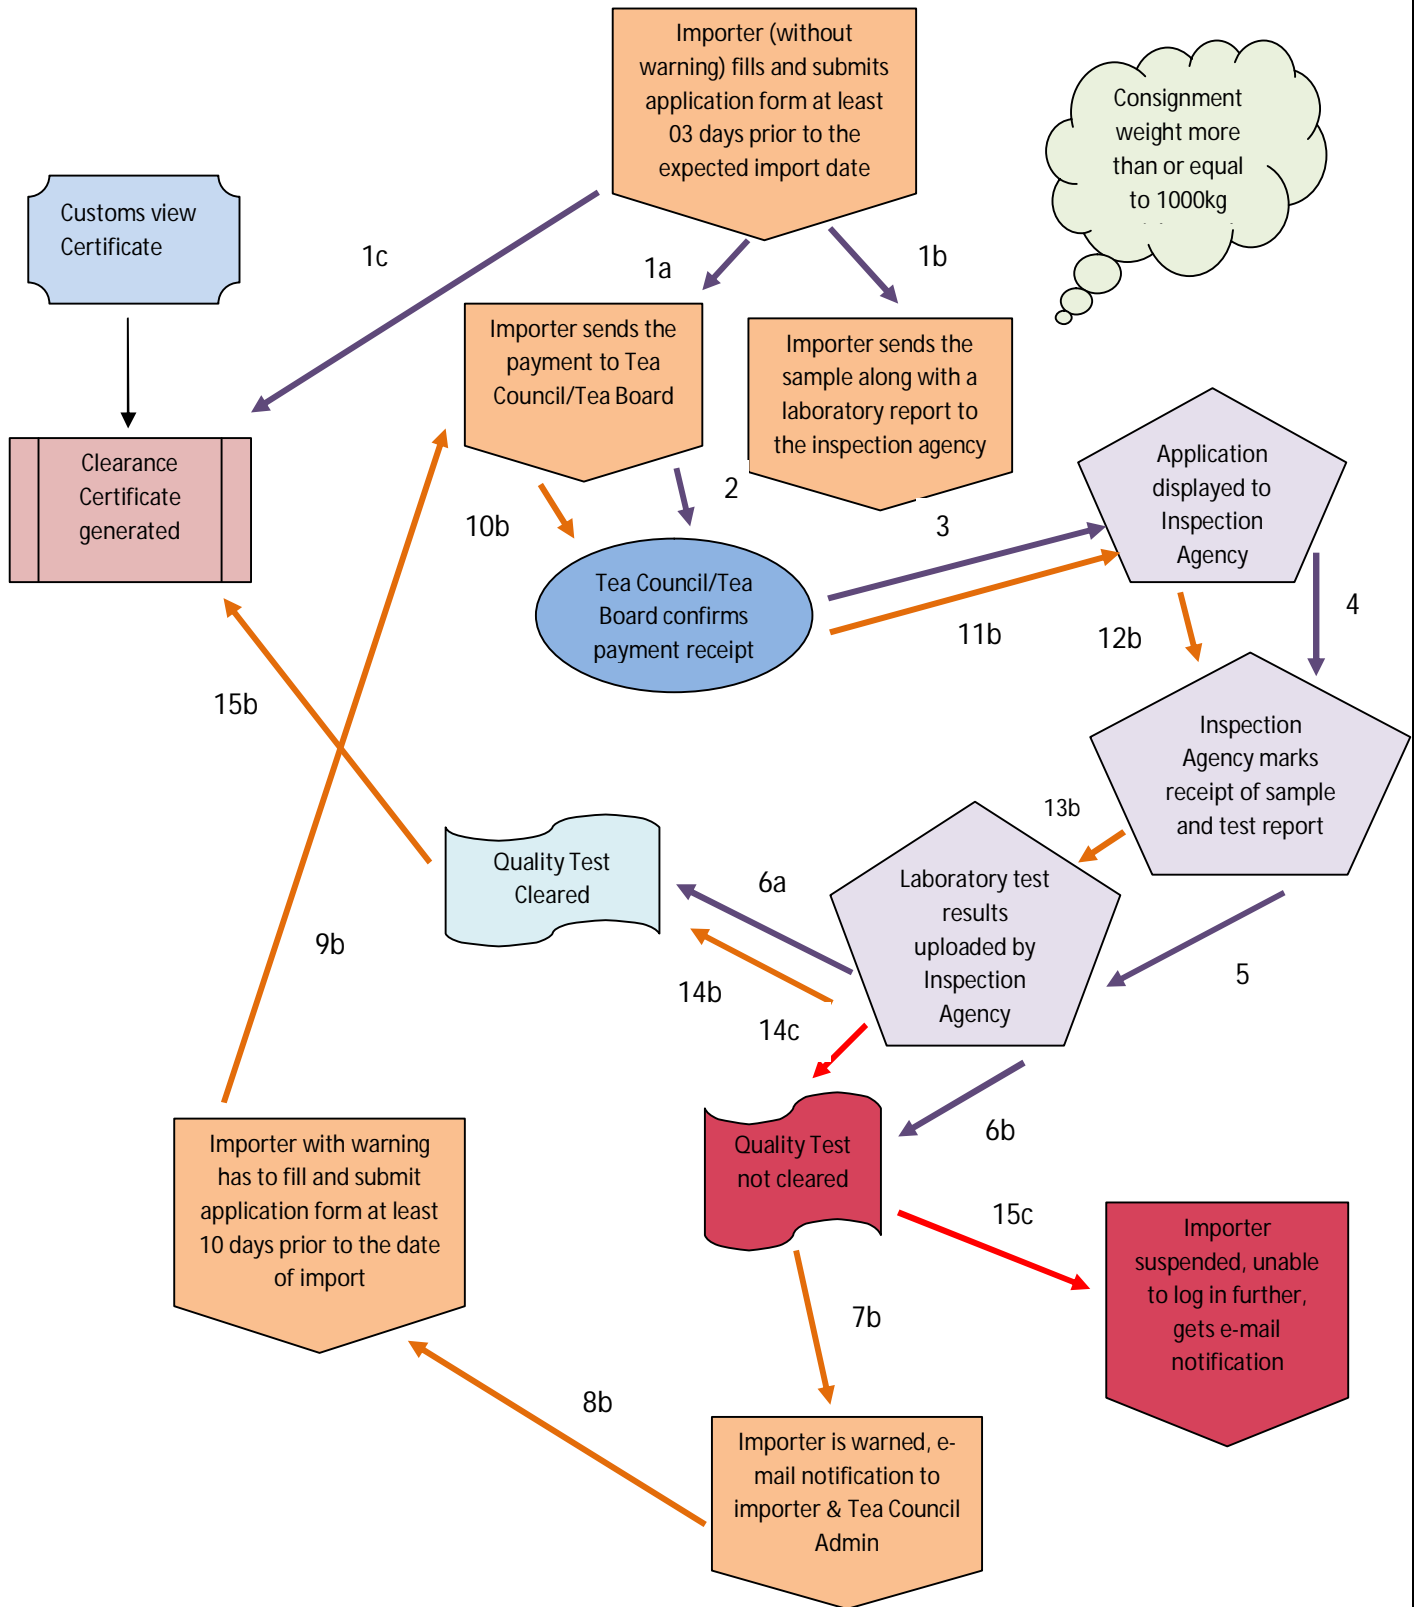 Importer (without
warning) fills and submits
application form at least
03 days prior to the
expected import date
Consignment
weight more
than or equal
to 1000kg
Customs view
Certificate
1c
1a
1b
Importer sends the
payment to Tea
Council/Tea Board
Importer sends the
sample along with a
laboratory report to
the inspection agency
Clearance
Certificate
generated
Application
displayed to
Inspection
Agency
2
10b
3
Tea Council/Tea
Board confirms
payment receipt
11b
12b
4
15b
Inspection
Agency marks
receipt of sample
and test report
13b
Quality Test
Cleared
6a
Laboratory test
results
uploaded by
Inspection
Agency
9b
14b
5
14c
6b
Quality Test
not cleared
Importer with warning
has to fill and submit
application form at least
10 days prior to the date
of import
15c
Importer
suspended, unable
to log in further,
gets e-mail
notification
7b
8b
Importer is warned, e-
mail notification to
importer & Tea Council
Admin